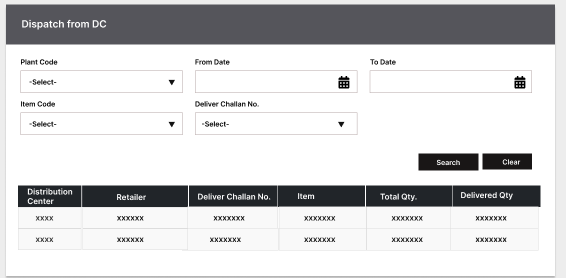 Dispatch from DC
Plant Code From Date To Date
-Select-
Item Code Deliver Challan No.
-Select- -Select-
Search Clear
Distribution Center Retailer Deliver Challan No. Item Total Qty. Delivered Qty
xxxx xxxxxx xxxxxxx xxxxxxx xxxxxxx xxxxxxx
xxxx xxxxxx xxxxxxx xxxxxxx xxxxxxx xxxxxxx